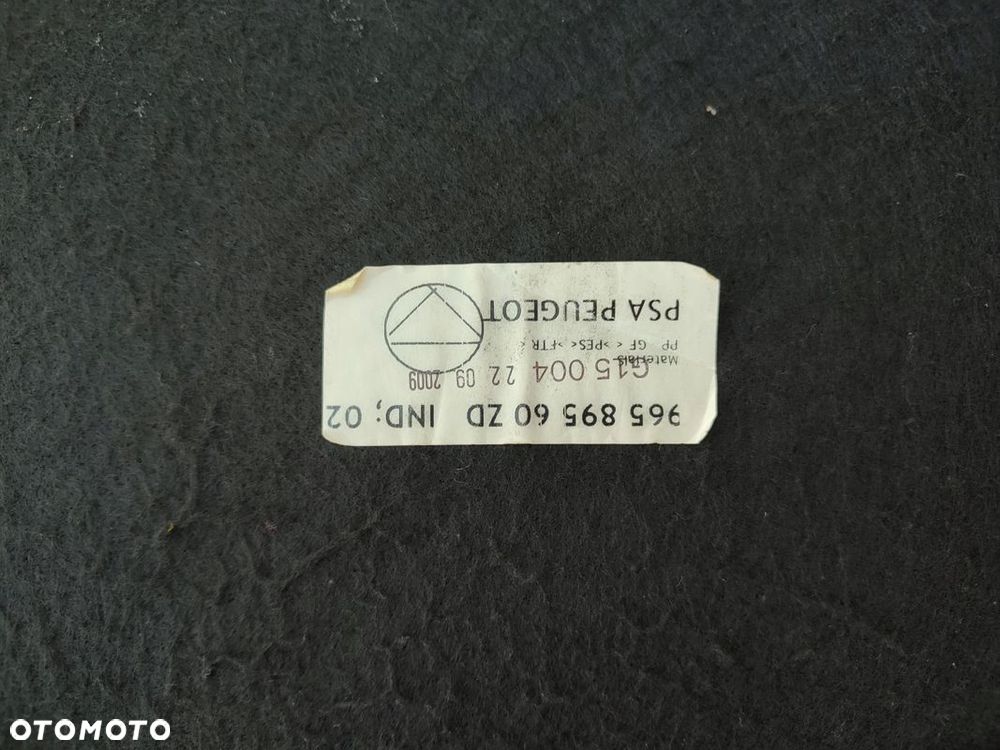 965 895 60 ZD IND; 02
G15 004 22 09 2009
Materials
PP GF < >PES< >FTR <
PSA PEUGEOT
OTOMOTO